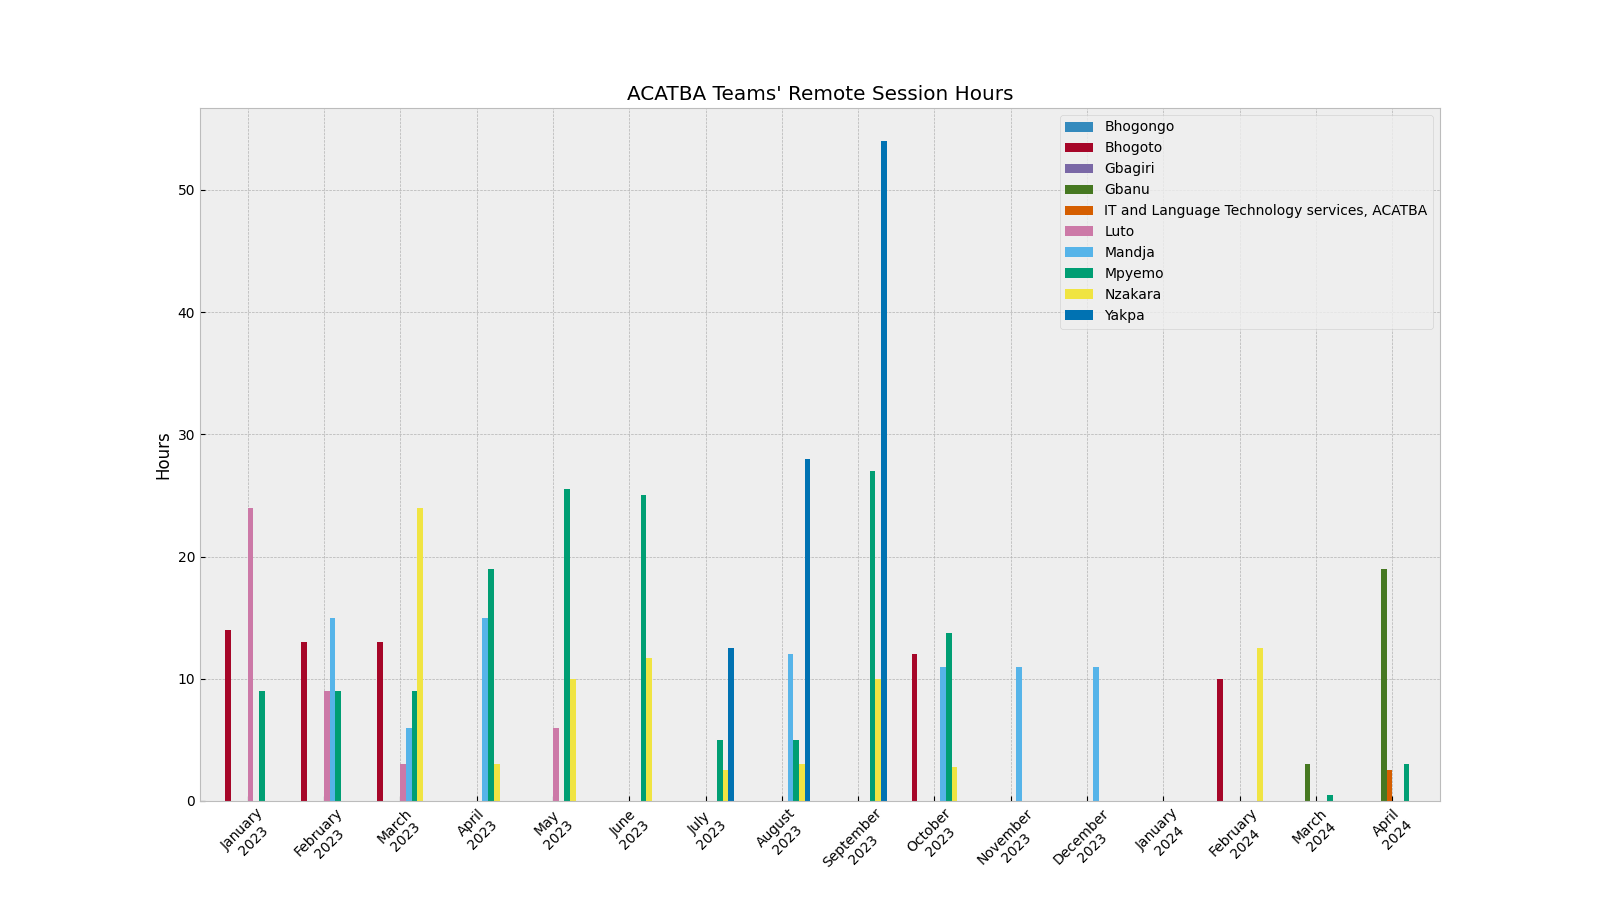 ACATBA Teams' Remote Session Hours
Bhogongo
Bhogoto
Gbagiri
Gbanu
IT and Language Technology services, ACATBA
Luto
Mandja
Mpyemo
Nzakara
Yakpa
Hours
50
40
30
20
10
0
January
2023
February
2023
March
2023
April
2023
May
2023
June
2023
July
2023
August
2023
September
2023
October
2023
November
2023
December
2023
January
2024
February
2024
March
2024
April
2024